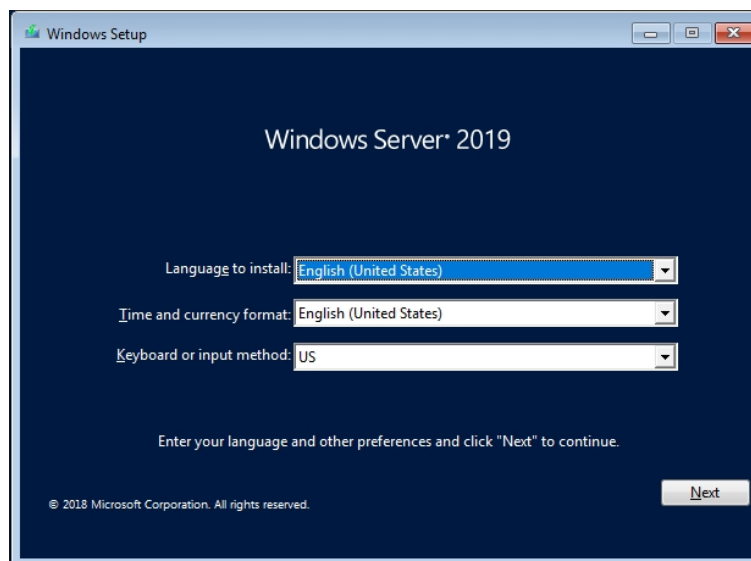 Windows Setup
Windows Server® 2019
Language to install: English (United States)
Time and currency format: English (United States)
Keyboard or input method: US
Enter your language and other preferences and click "Next" to continue.
Next
© 2018 Microsoft Corporation. All rights reserved.